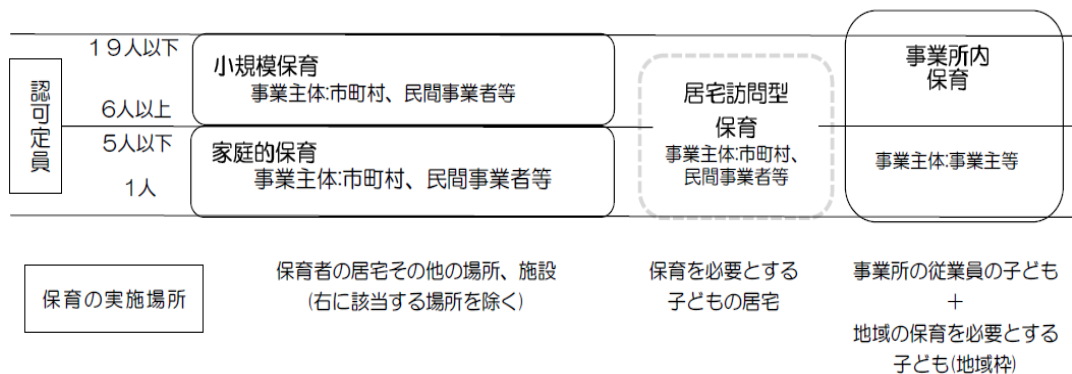 認可定員
19人以下
6人以上
5人以下
1人
小規模保育
事業主体:市町村、民間事業者等
家庭的保育
事業主体:市町村、民間事業者等
居宅訪問型
保育
事業主体:市町村、
民間事業者等
事業所内
保育
事業主体:事業主等
保育の実施場所
保育者の居宅その他の場所、施設
(右に該当する場所を除く)
保育を必要とする
子どもの居宅
事業所の従業員の子ども
+
地域の保育を必要とする
子ども(地域枠)